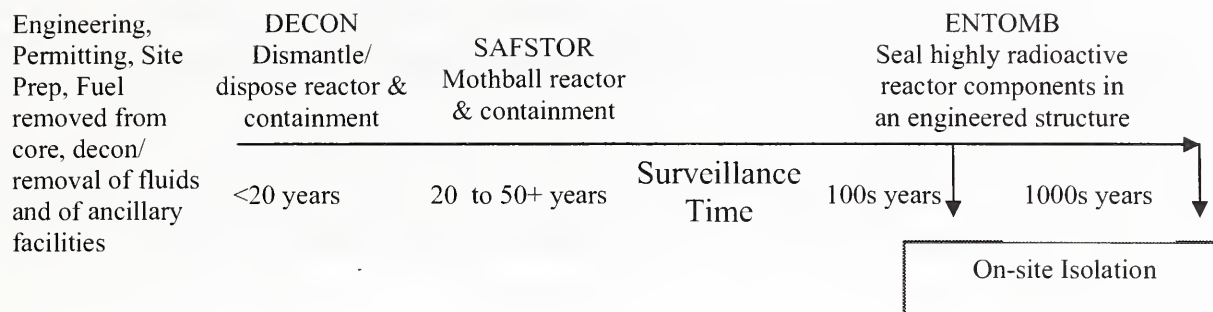 Engineering,
Permitting, Site
Prep, Fuel
removed from
core, decon/
removal of fluids
and of ancillary
facilities
DECON
Dismantle/
dispose reactor &
containment
SAFSTOR
Mothball reactor
& containment
ENTOMB
Seal highly radioactive
reactor components in
an engineered structure
<20 years
20 to 50+ years
Surveillance
Time
100s years
1000s years
On-site Isolation